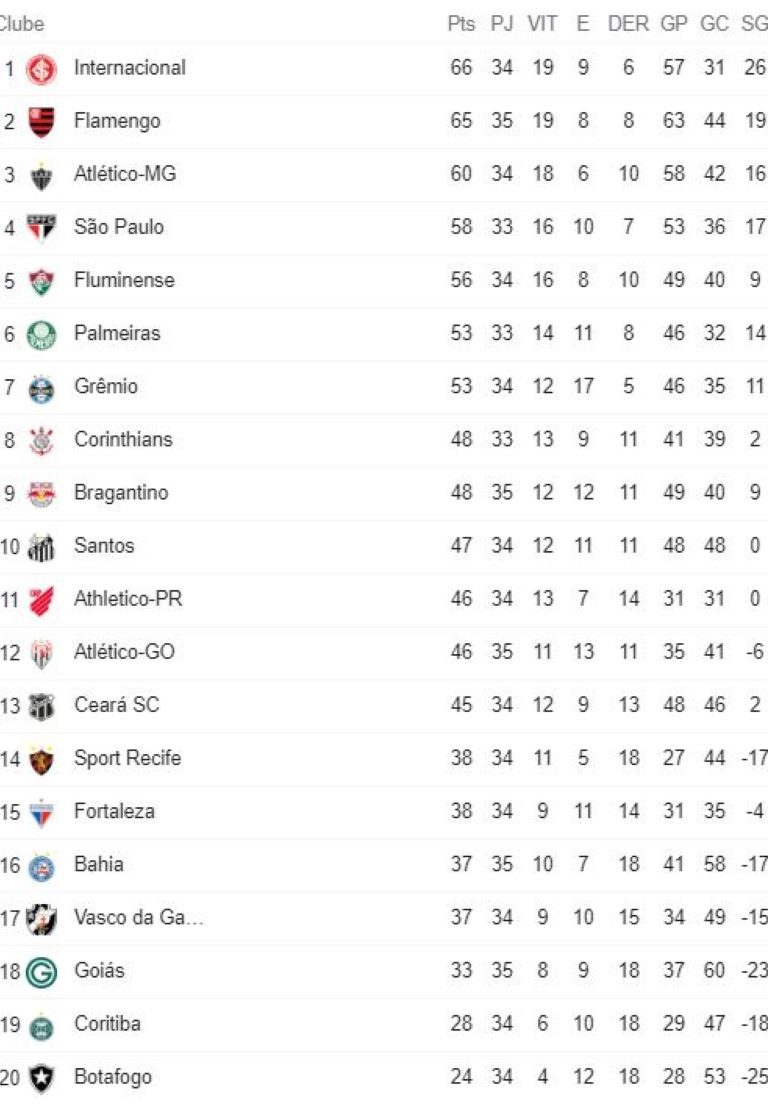 Clube Pts PJ VIT E DER GP GC SG
1 Internacional 66 34 19 9 6 57 31 26
2 Flamengo 65 35 19 8 8 63 44 19
3 Atlético-MG 60 34 18 6 10 58 42 16
4 São Paulo 58 33 16 10 7 53 36 17
5 Fluminense 56 34 16 8 10 49 40 9
6 Palmeiras 53 33 14 11 8 46 32 14
7 Grêmio 53 34 12 17 5 46 35 11
8 Corinthians 48 33 13 9 11 41 39 2
9 Bragantino 48 35 12 12 11 49 40 9
10 Santos 47 34 12 11 11 48 48 0
11 Athletico-PR 46 34 13 7 14 31 31 0
12 Atlético-GO 46 35 11 13 11 35 41 -6
13 Ceará SC 45 34 12 9 13 48 46 2
14 Sport Recife 38 34 11 5 18 27 44 -17
15 Fortaleza 38 34 9 11 14 31 35 -4
16 Bahia 37 35 10 7 18 41 58 -17
17 Vasco da Ga... 37 34 9 10 15 34 49 -15
18 Goiás 33 35 8 9 18 37 60 -23
19 Coritiba 28 34 6 10 18 29 47 -18
20 Botafogo 24 34 4 12 18 28 53 -25